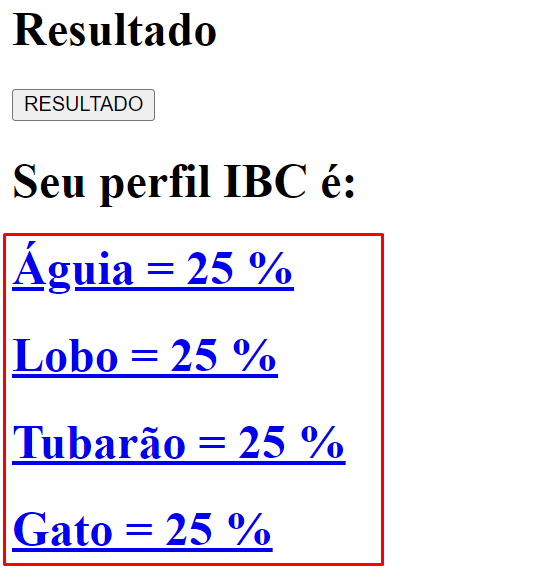 Resultado
RESULTADO
Seu perfil IBC é:
Águia = 25 %
Lobo = 25 %
Tubarão = 25 %
Gato = 25 %